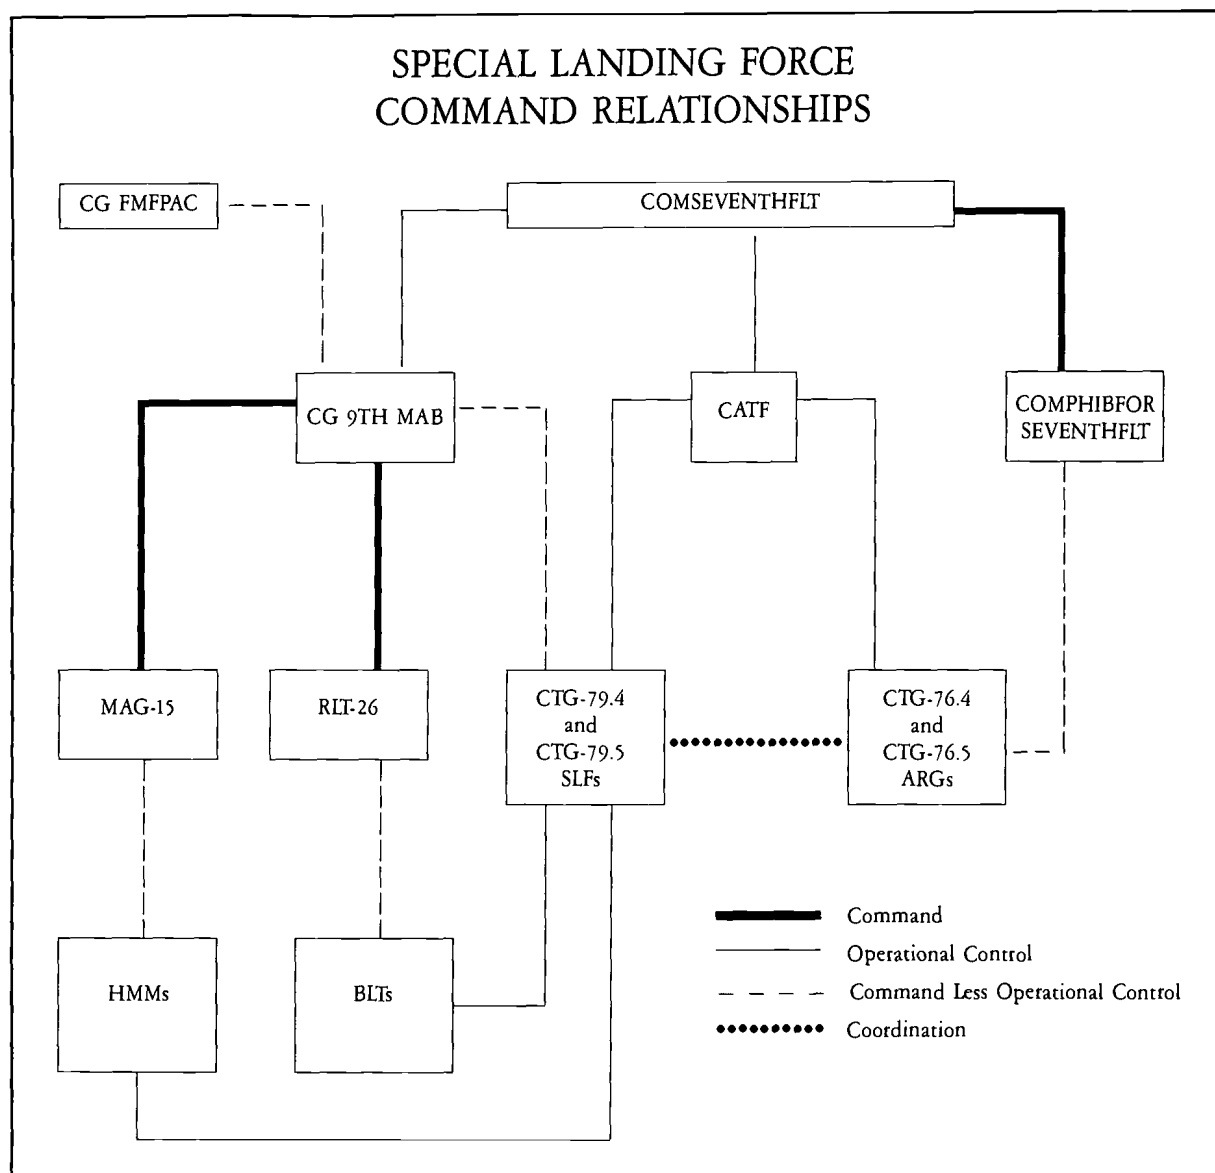 SPECIAL LANDING FORCE
COMMAND RELATIONSHIPS
CG FMFPAC
COMSEVENTHFLT
CG 9TH MAB
CATF
COMPHIBFOR
SEVENTHFLT
MAG-15
RLT-26
CTG-79.4
and
CTG-79.5
SLFs
CTG-76.4
and
CTG-76.5
ARGs
HMMs
BLTs
Command
Operational Control
Command Less Operational Control
Coordination